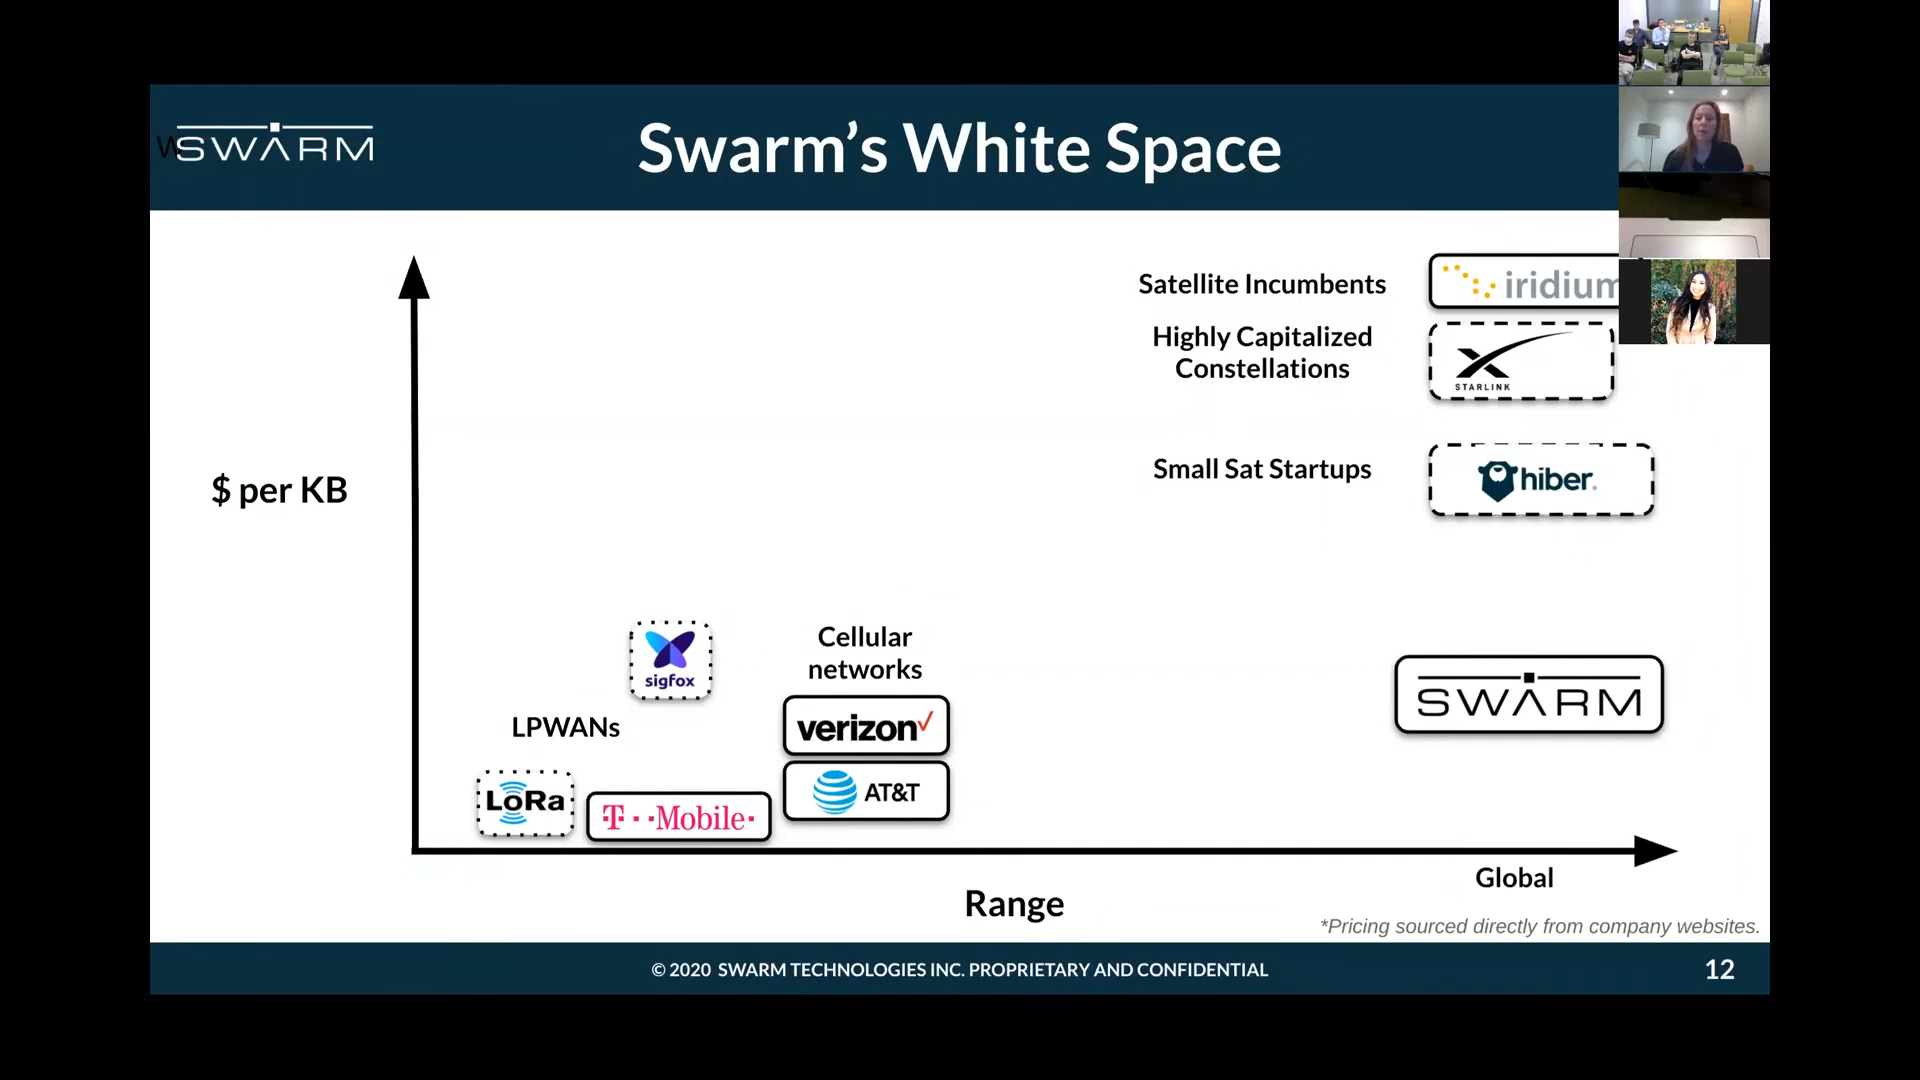 SWARM
Swarm's White Space
Satellite Incumbents
iridium
Highly Capitalized
Constellations
STARLINK
$ per KB
Small Sat Startups
hiber
sigfox
Cellular
networks
LPWANs
verizon
SWARM
LoRa
T··Mobile·
AT&T
Global
Range
*Pricing sourced directly from company websites.
© 2020 SWARM TECHNOLOGIES INC. PROPRIETARY AND CONFIDENTIAL
12